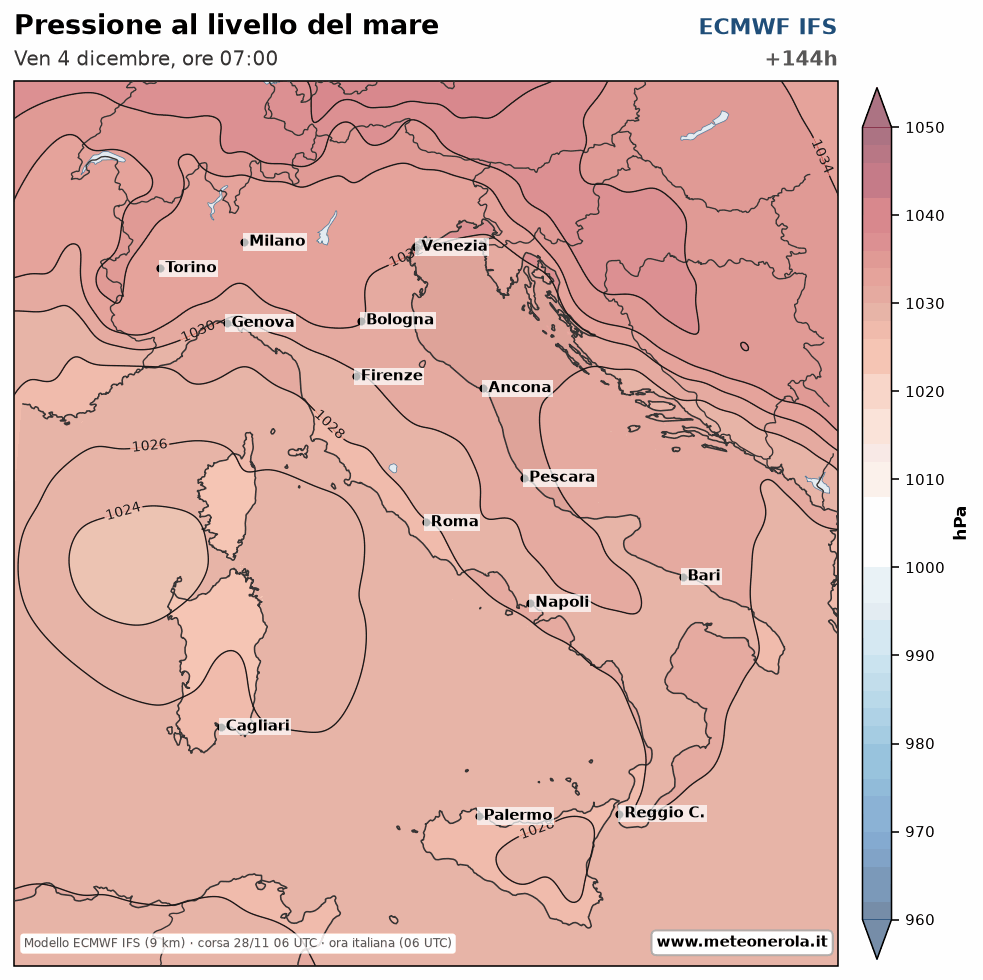 Pressione al livello del mare
ECMWF IFS
Ven 4 dicembre, ore 07:00
+144h
1034
Milano
Venezia
Torino
1030
Genova
Bologna
Firenze
Ancona
1028
1026
Pescara
1024
Roma
Bari
Napoli
Cagliari
Palermo
Reggio C.
1028
Modello ECMWF IFS (9 km) · corsa 28/11 06 UTC · ora italiana (06 UTC)
www.meteonerola.it
1050
1040
1030
1020
1010
1000
990
980
970
960
hPa